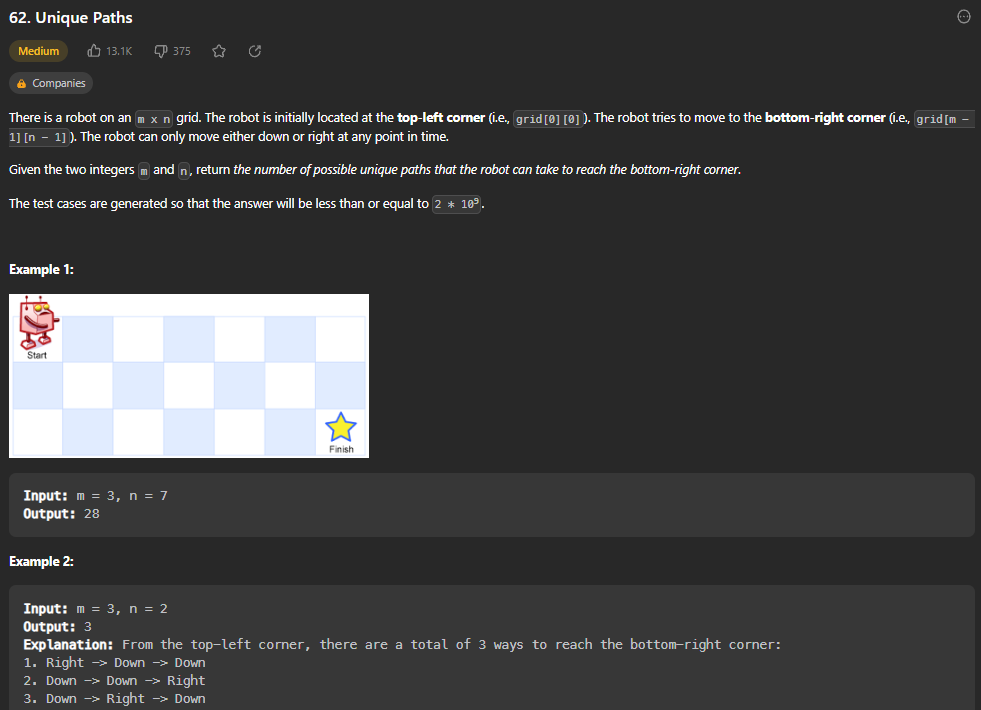 62. Unique Paths
Medium 13.1K 375
Companies
There is a robot on an m x n grid. The robot is initially located at the top-left corner (i.e., grid[0][0]). The robot tries to move to the bottom-right corner (i.e., grid[m -
1][n - 1]). The robot can only move either down or right at any point in time.
Given the two integers m and n, return the number of possible unique paths that the robot can take to reach the bottom-right corner.
The test cases are generated so that the answer will be less than or equal to 2 * 10⁹.
Example 1:
Start
Finish
Input: m = 3, n = 7
Output: 28
Example 2:
Input: m = 3, n = 2
Output: 3
Explanation: From the top-left corner, there are a total of 3 ways to reach the bottom-right corner:
1. Right -> Down -> Down
2. Down -> Down -> Right
3. Down -> Right -> Down